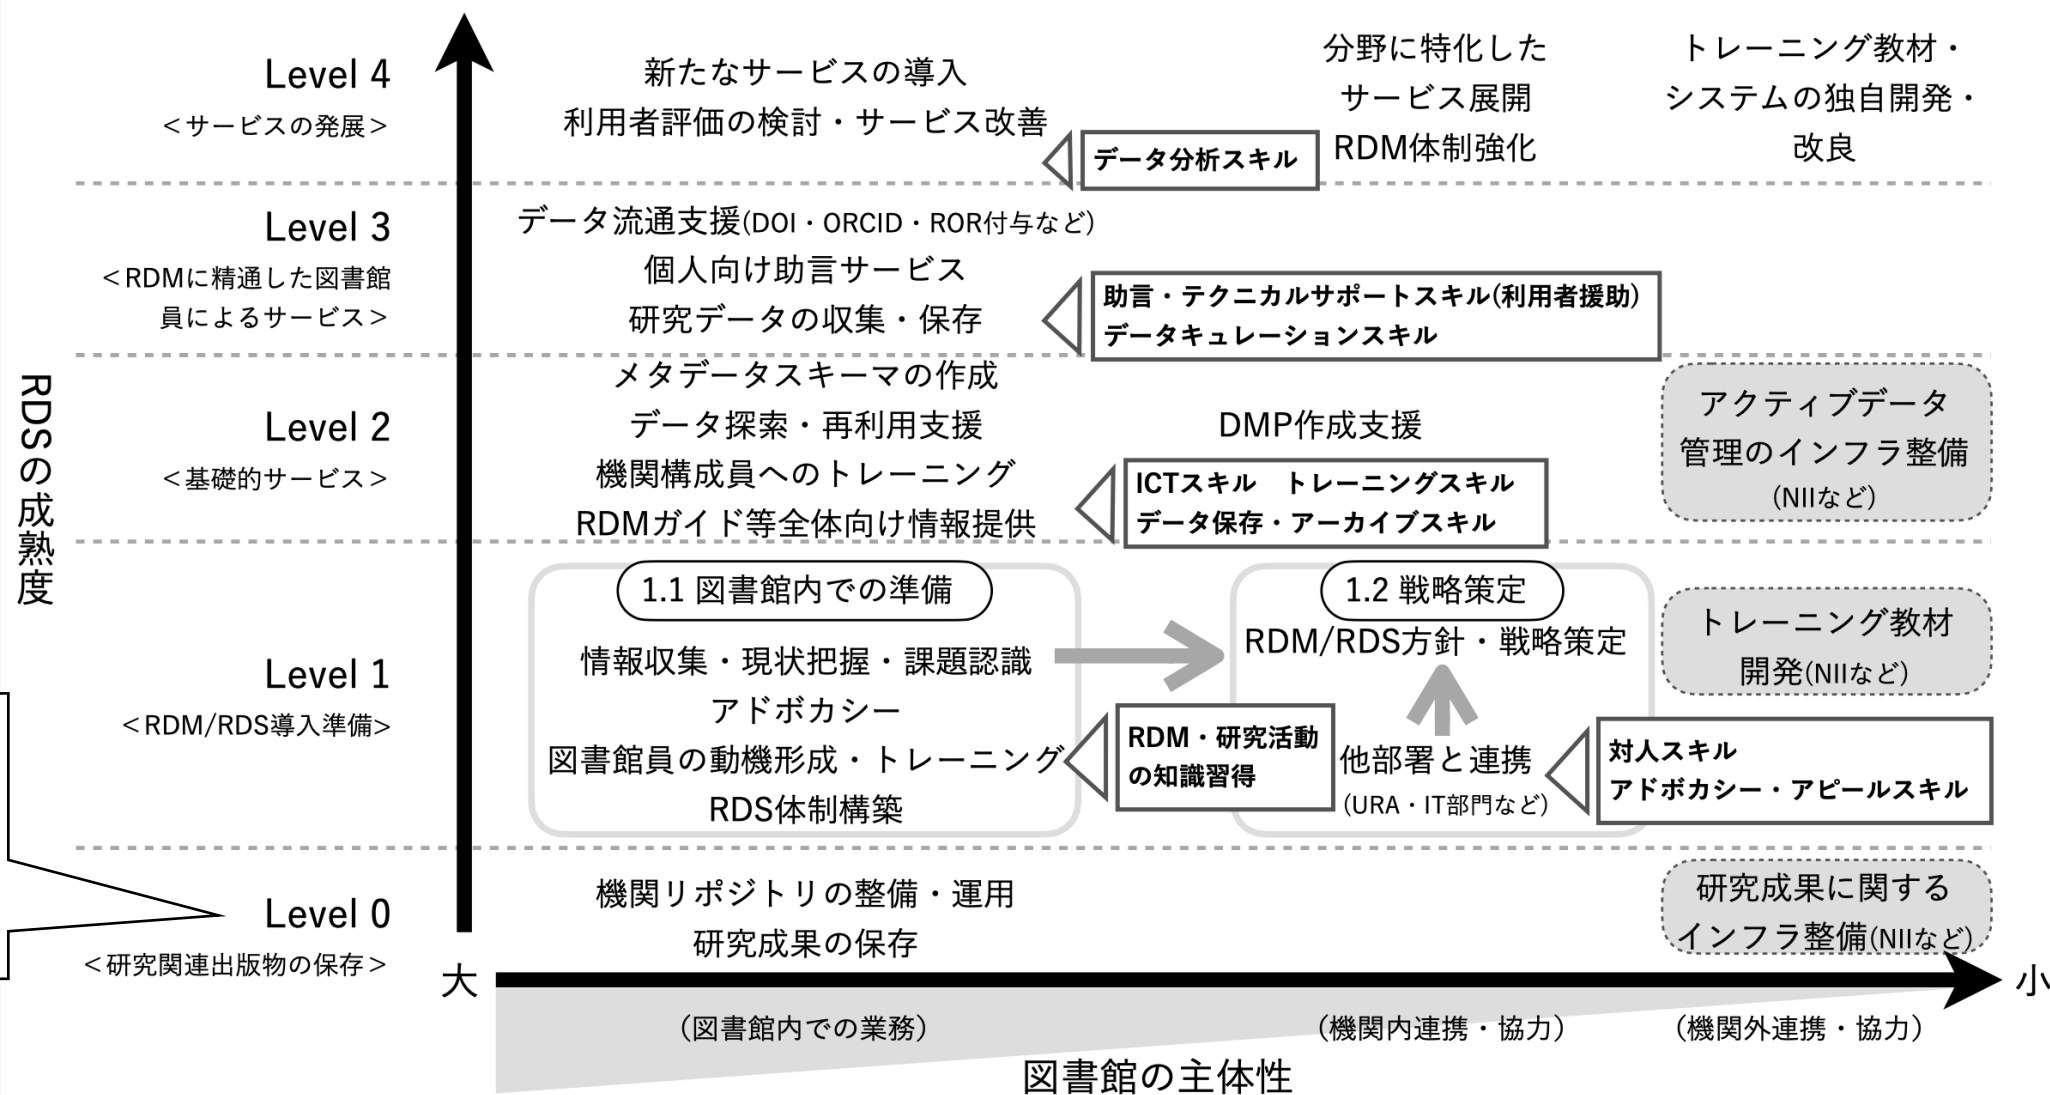 Level 4
<サービスの発展>
新たなサービスの導入
利用者評価の検討・サービス改善
データ分析スキル
分野に特化した
サービス展開
RDM体制強化
トレーニング教材・
システムの独自開発・
改良
Level 3
<RDMに精通した図書館
員によるサービス>
データ流通支援(DOI・ORCID・ROR付与など)
個人向け助言サービス
研究データの収集・保存
助言・テクニカルサポートスキル(利用者援助)
データキュレーションスキル
RDSの成熟度
Level 2
<基礎的サービス>
メタデータスキーマの作成
データ探索・再利用支援
機関構成員へのトレーニング
RDMガイド等全体向け情報提供
DMP作成支援
ICTスキル　トレーニングスキル
データ保存・アーカイブスキル
アクティブデータ
管理のインフラ整備
(NIIなど)
Level 1
<RDM/RDS導入準備>
1.1 図書館内での準備
情報収集・現状把握・課題認識
アドボカシー
図書館員の動機形成・トレーニング
RDS体制構築
RDM・研究活動
の知識習得
1.2 戦略策定
RDM/RDS方針・戦略策定
他部署と連携
(URA・IT部門など)
対人スキル
アドボカシー・アピールスキル
トレーニング教材
開発(NIIなど)
Level 0
<研究関連出版物の保存>
機関リポジトリの整備・運用
研究成果の保存
研究成果に関する
インフラ整備(NIIなど)
大
小
(図書館内での業務)
(機関内連携・協力)
(機関外連携・協力)
図書館の主体性